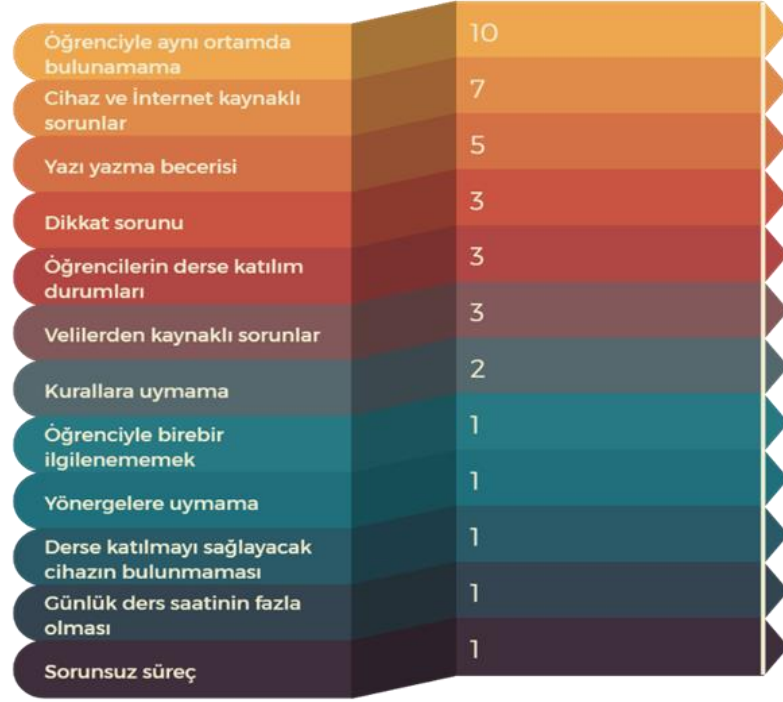 Öğrenciyle aynı ortamda
bulunamama
10
Cihaz ve İnternet kaynaklı
sorunlar
7
Yazı yazma becerisi
5
Dikkat sorunu
3
Öğrencilerin derse katılım
durumları
3
Velilerden kaynaklı sorunlar
3
Kurallara uymama
2
Öğrenciyle birebir
ilgilenememek
1
Yönergelere uymama
1
Derse katılmayı sağlayacak
cihazın bulunmaması
1
Günlük ders saatinin fazla
olması
1
Sorunsuz süreç
1